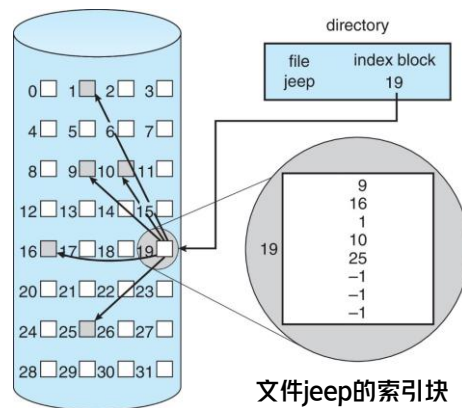 directory
file index block
jeep 19
0 1 2 3
4 5 6 7
8 9 10 11
12 13 14 15
16 17 18 19
20 21 22 23
24 25 26 27
28 29 30 31
19
9
16
1
10
25
–1
–1
–1
文件jeep的索引块